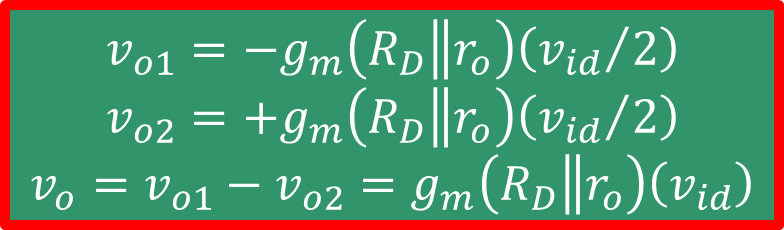 v_{o1} = −g_m(R_D‖r_o)(v_{id}/2)
v_{o2} = +g_m(R_D‖r_o)(v_{id}/2)
v_o = v_{o1} − v_{o2} = g_m(R_D‖r_o)(v_{id})